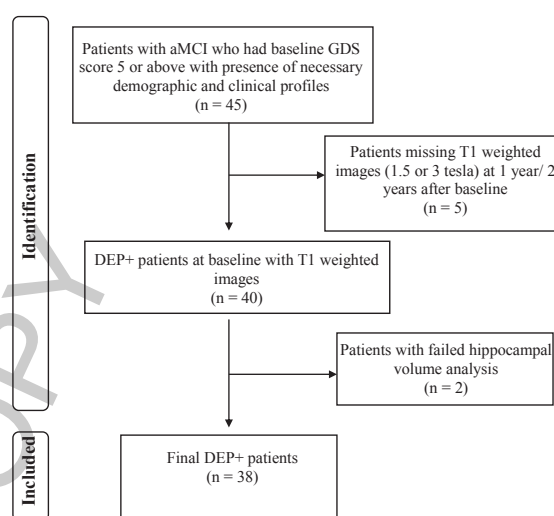 Patients with aMCI who had baseline GDS
score 5 or above with presence of necessary
demographic and clinical profiles
(n = 45)
Patients missing T1 weighted
images (1.5 or 3 tesla) at 1 year/ 2
years after baseline
(n = 5)
Identification
DEP+ patients at baseline with T1 weighted
images
(n = 40)
Patients with failed hippocampal
volume analysis
(n = 2)
Included
Final DEP+ patients
(n = 38)
OPY